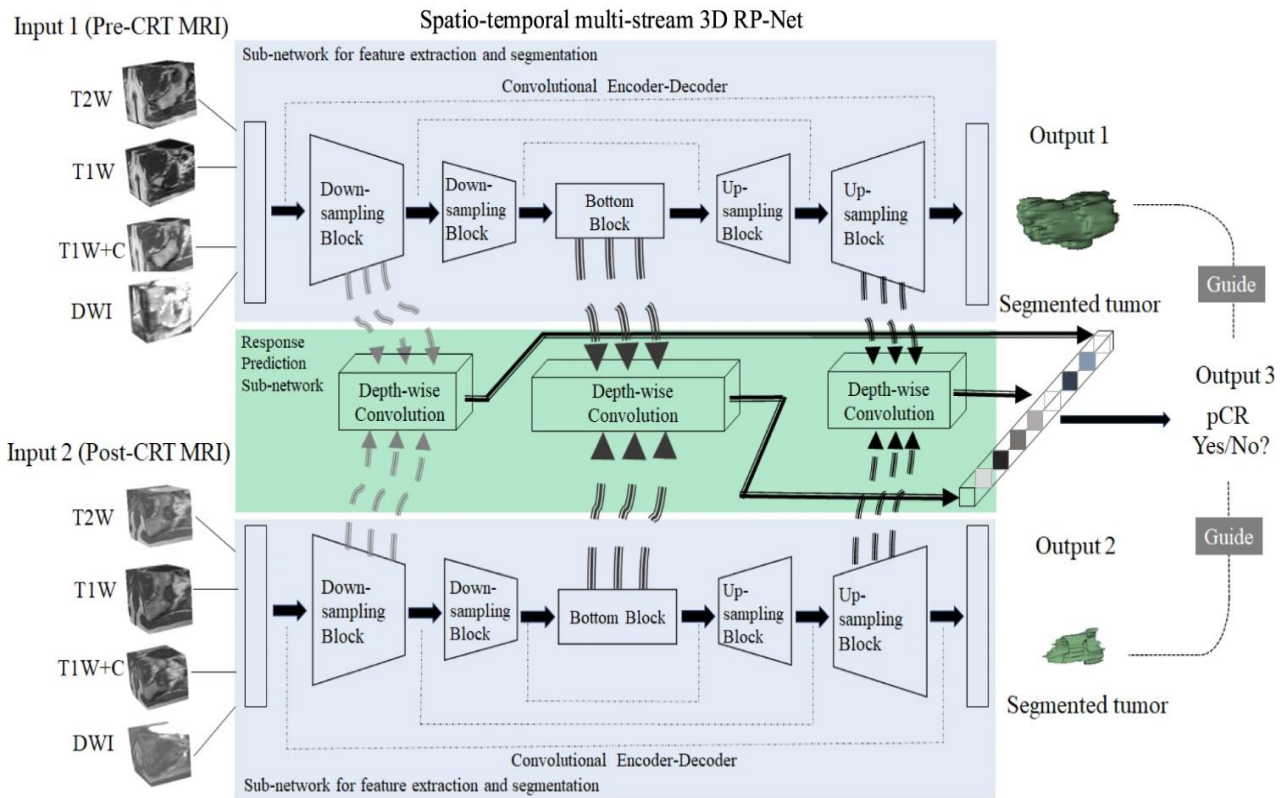 Spatio-temporal multi-stream 3D RP-Net
Input 1 (Pre-CRT MRI)
T2W
T1W
T1W+C
DWI
Sub-network for feature extraction and segmentation
Convolutional Encoder-Decoder
Down-
sampling
Block
Down-
sampling
Block
Bottom
Block
Up-
sampling
Block
Up-
sampling
Block
Output 1
Segmented tumor
Guide
Response
Prediction
Sub-network
Depth-wise
Convolution
Depth-wise
Convolution
Depth-wise
Convolution
Output 3
pCR
Yes/No?
Input 2 (Post-CRT MRI)
T2W
T1W
T1W+C
DWI
Down-
sampling
Block
Down-
sampling
Block
Bottom Block
Up-
sampling
Block
Up-
sampling
Block
Convolutional Encoder-Decoder
Sub-network for feature extraction and segmentation
Output 2
Segmented tumor
Guide